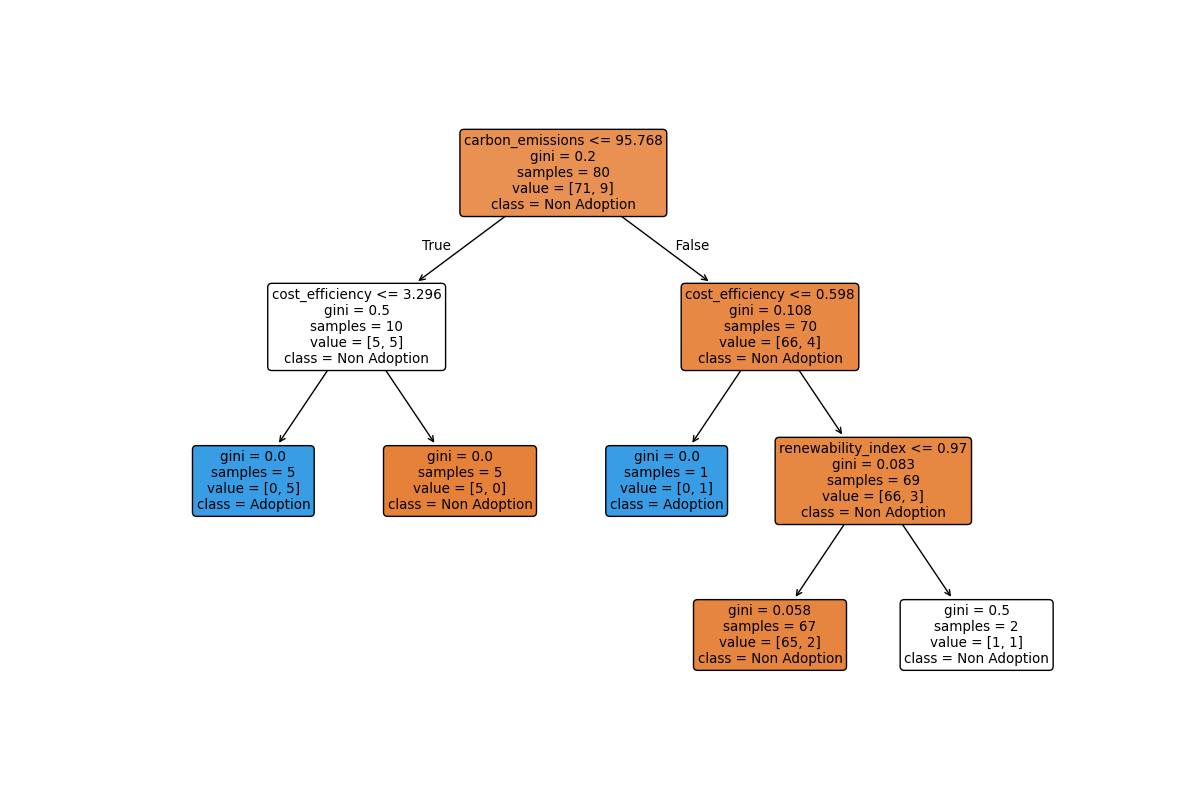 carbon_emissions <= 95.768
gini = 0.2
samples = 80
value = [71, 9]
class = Non Adoption
True
False
cost_efficiency <= 3.296
gini = 0.5
samples = 10
value = [5, 5]
class = Non Adoption
cost_efficiency <= 0.598
gini = 0.108
samples = 70
value = [66, 4]
class = Non Adoption
gini = 0.0
samples = 5
value = [0, 5]
class = Adoption
gini = 0.0
samples = 5
value = [5, 0]
class = Non Adoption
gini = 0.0
samples = 1
value = [0, 1]
class = Adoption
renewability_index <= 0.97
gini = 0.083
samples = 69
value = [66, 3]
class = Non Adoption
gini = 0.058
samples = 67
value = [65, 2]
class = Non Adoption
gini = 0.5
samples = 2
value = [1, 1]
class = Non Adoption